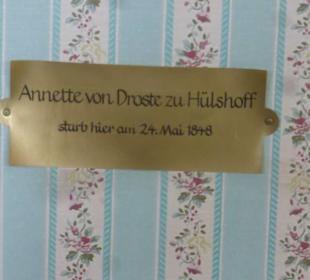 Annette von Droste zu Hülshoff
starb hier am 24. Mai 1848